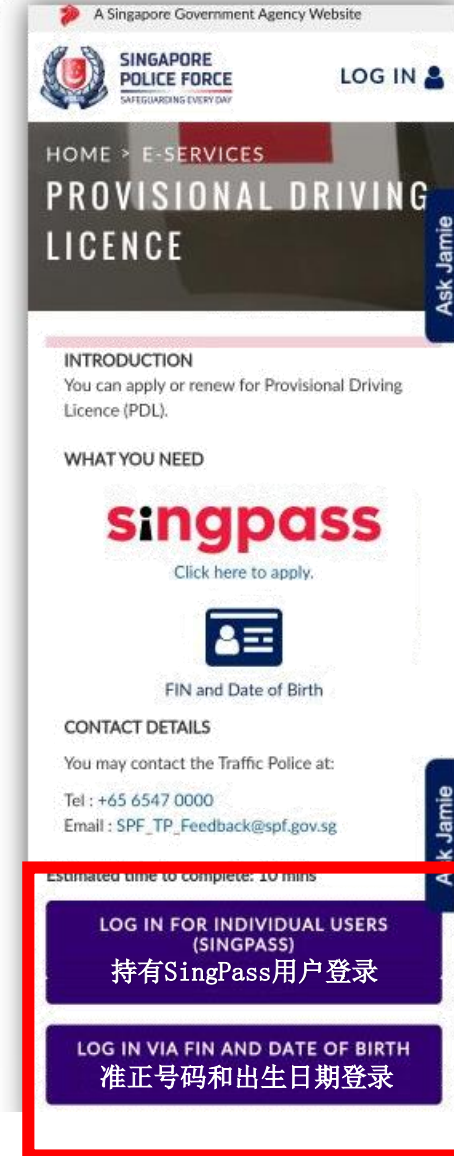 A Singapore Government Agency Website
SINGAPORE
POLICE FORCE
SAFEGUARDING EVERY DAY
LOG IN
HOME > E-SERVICES
PROVISIONAL DRIVING
LICENCE
Ask Jamie
INTRODUCTION
You can apply or renew for Provisional Driving
Licence (PDL).
WHAT YOU NEED
singpass
Click here to apply.
FIN and Date of Birth
CONTACT DETAILS
You may contact the Traffic Police at:
Tel : +65 6547 0000
Email : SPF_TP_Feedback@spf.gov.sg
Ask Jamie
Estimated time to complete: 10 mins
LOG IN FOR INDIVIDUAL USERS
(SINGPASS)
持有SingPass用户登录
LOG IN VIA FIN AND DATE OF BIRTH
准正号码和出生日期登录